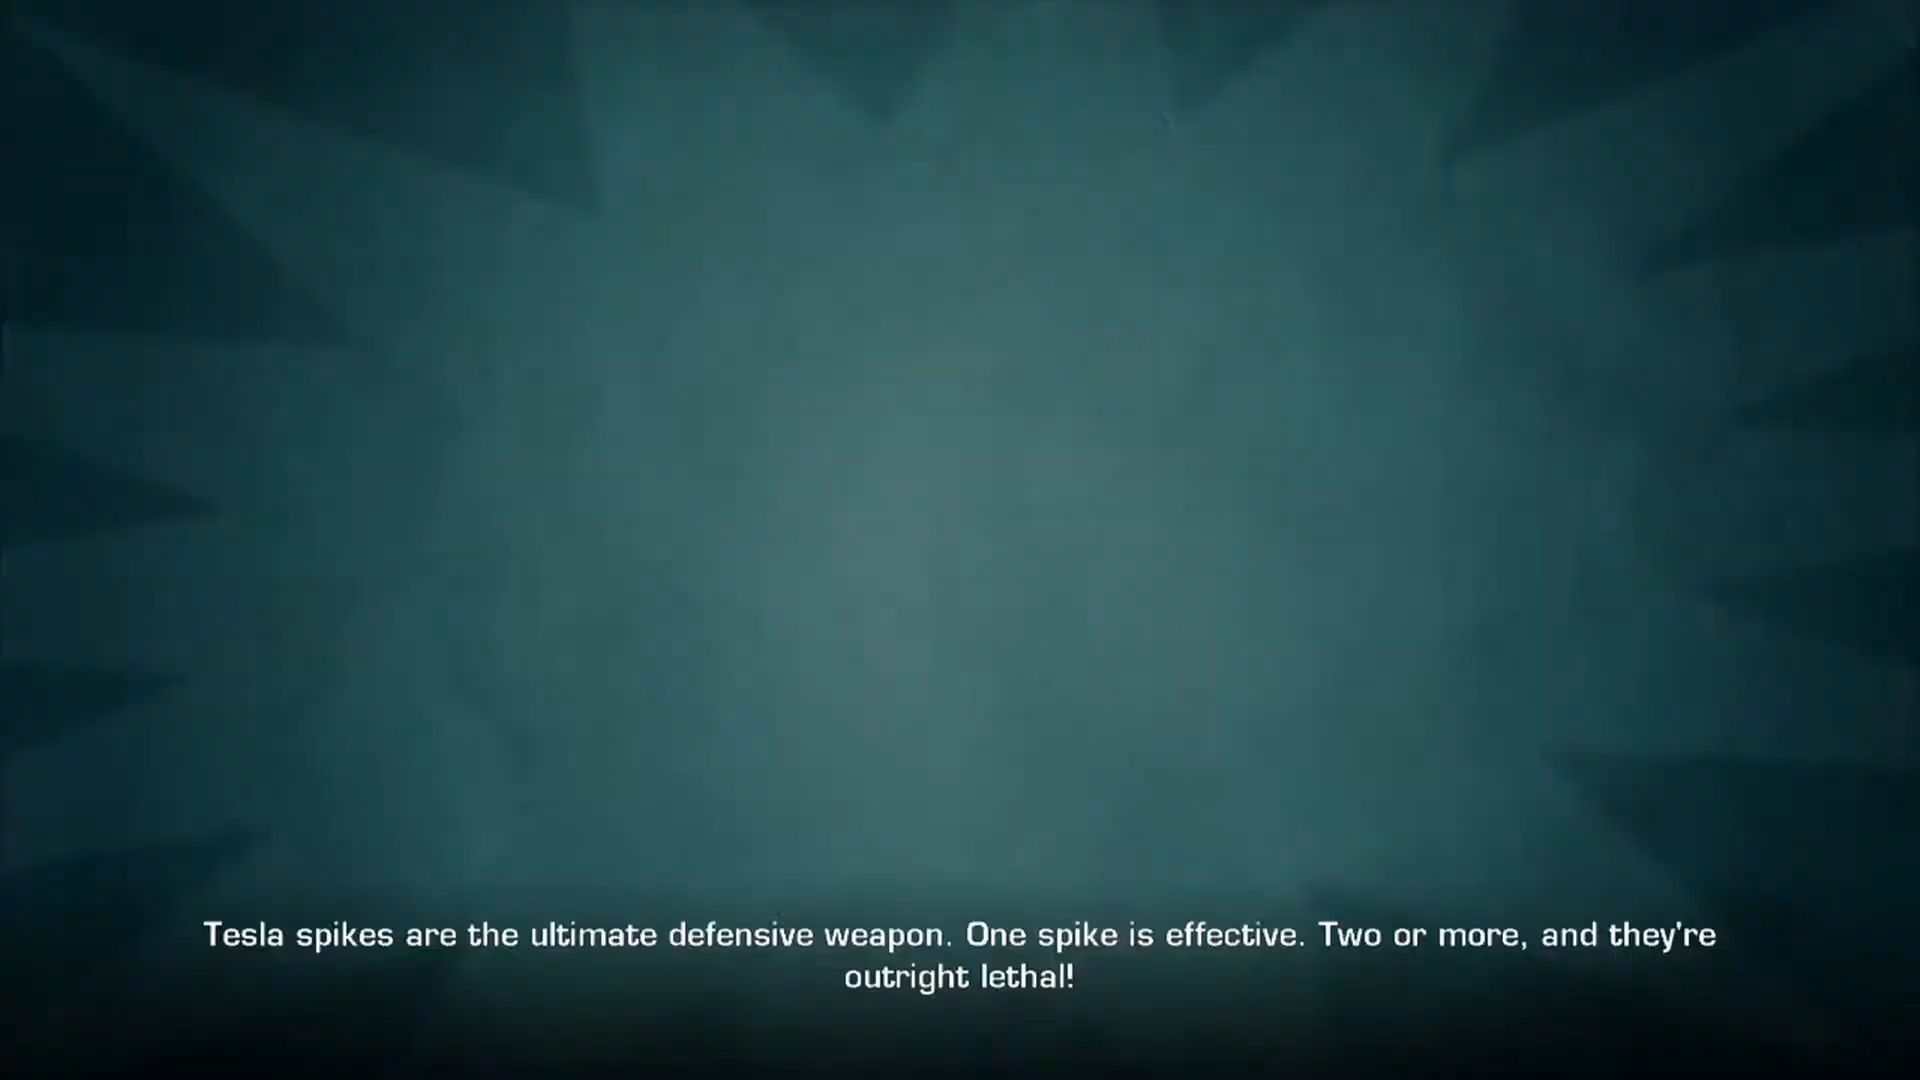 Tesla spikes are the ultimate defensive weapon. One spike is effective. Two or more, and they're
outright lethal!